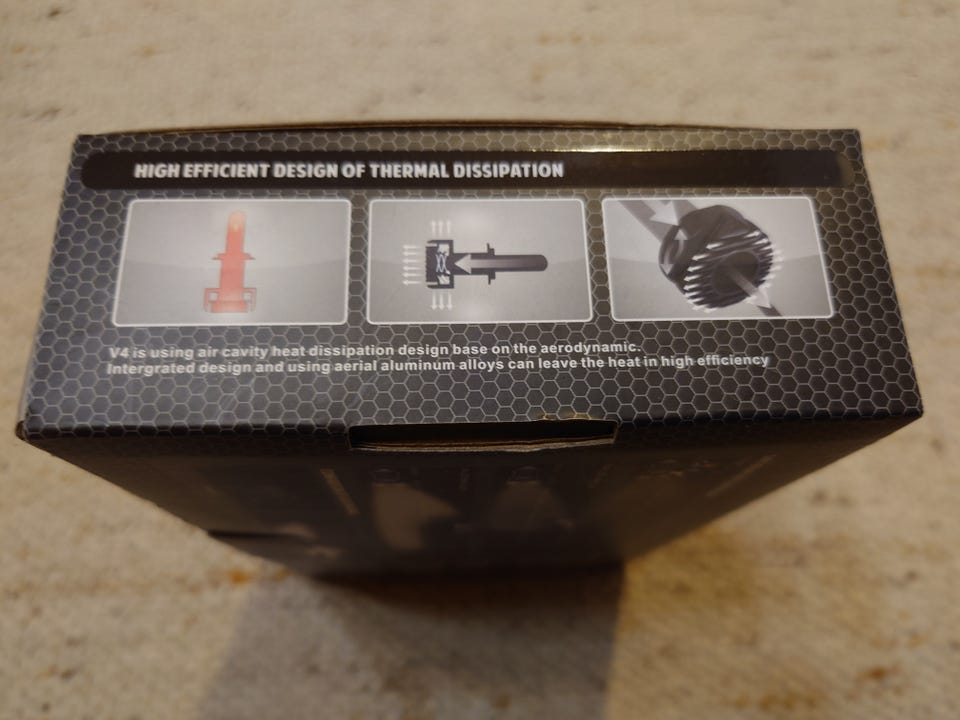 HIGH EFFICIENT DESIGN OF THERMAL DISSIPATION
V4 is using air cavity heat dissipation design base on the aerodynamic.
Intergrated design and using aerial aluminum alloys can leave the heat in high efficiency